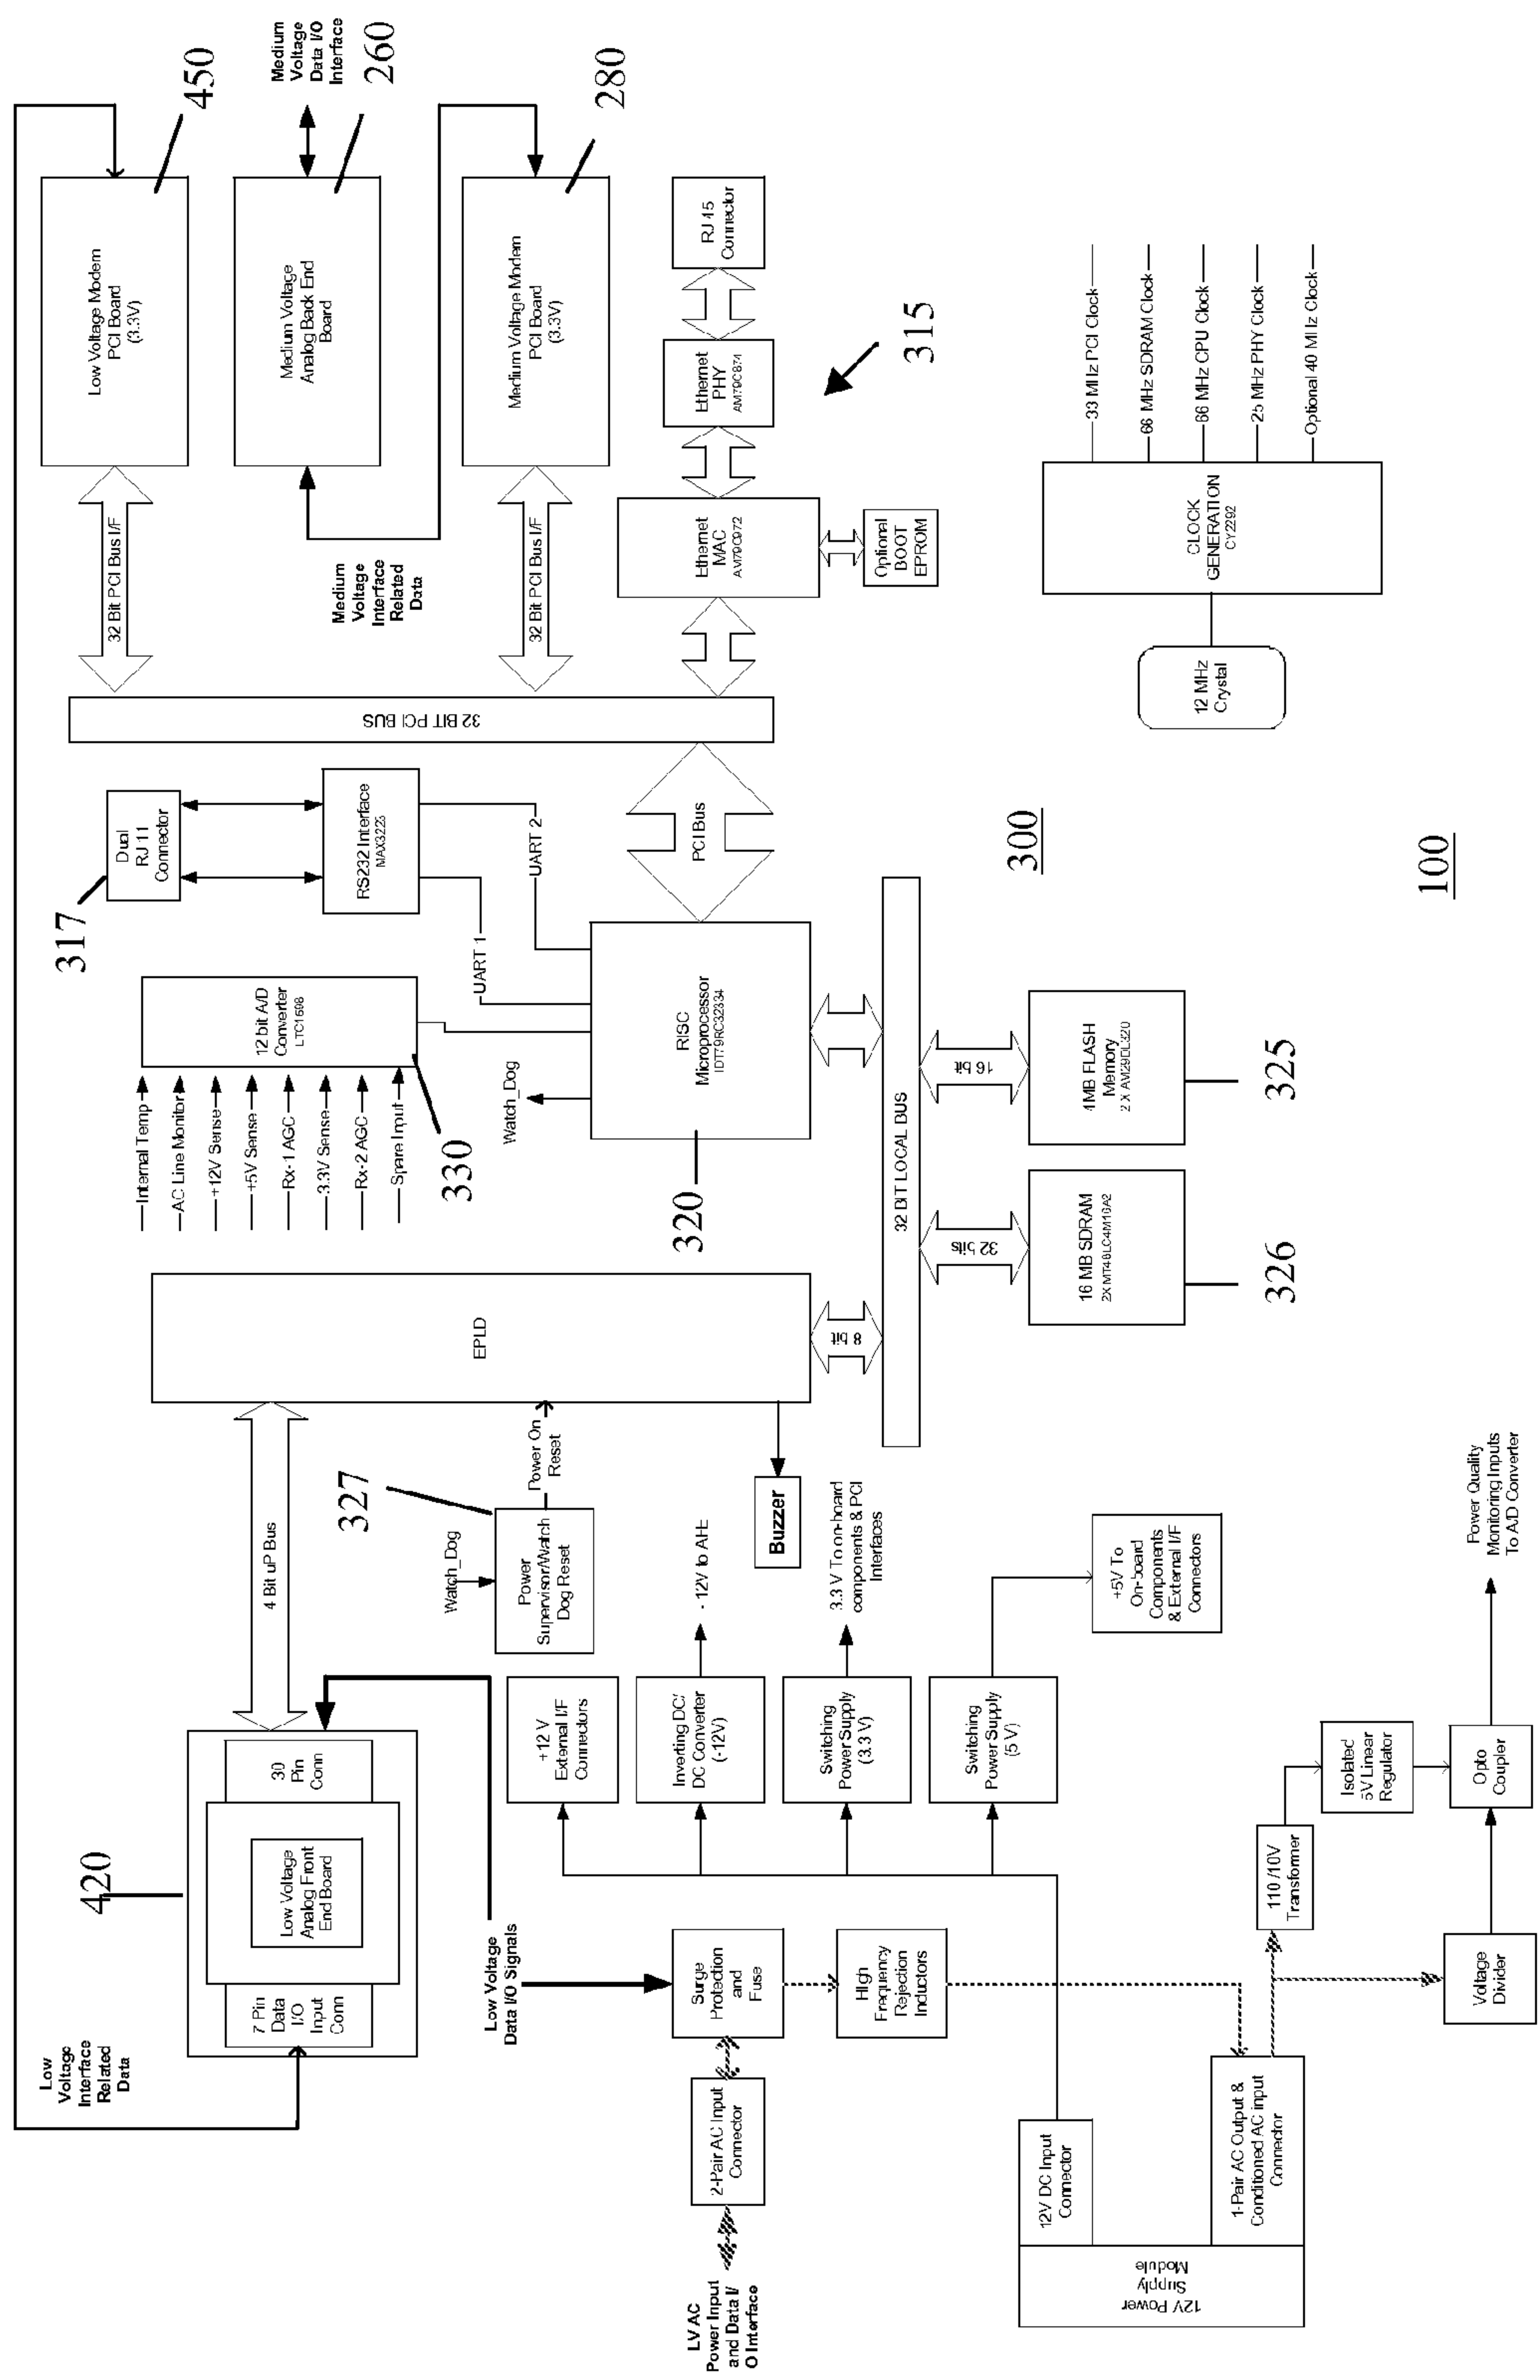 Low
Voltage
Interface
Related
Data
420
7 Pin
Data
I/O
Input
Conn
Low Voltage
Analog Front
End Board
30
Pin
Conn
4 Bit uP Bus
EPLD
Internal Temp
AC Line Monitor
+12V Sense
+5V Sense
Rx-1 AGC
3.3V Sense
Rx-2 AGC
Spare Input
330
12 bit A/D
Converter
LTC1598
317
Dual
RJ11
Connector
RS232 Interface
UART 1
UART 2
32 BIT PCI BUS
32 Bit PCI Bus I/F
Low Voltage Modem
PCI Board
(3.3V)
450
Medium
Voltage
Interface
Related
Data
Medium Voltage
Analog Back End
Board
Medium
Voltage
Data I/O
Interface
260
32 Bit PCI Bus I/F
Medium Voltage Modem
PCI Board
(3.3V)
280
Low Voltage
Data I/O Signals
327
Watch_Dog
Power
Supervisor/Watch
Dog Reset
Power On
Reset
Watch_Dog
320
RISC
Microprocessor
IDT79RC32334
PCI Bus
Ethernet
MAC
AM79C972
Ethernet
PHY
AM79C874
RJ45
Connector
Optional
BOOT
EPROM
315
LV AC
Power Input
and Data I/
O Interface
2-Pair AC Input
Connector
Surge
Protection
and
Fuse
High
Frequency
Rejection
Inductors
+12 V
External I/F
Connectors
Inverting DC/
DC Converter
(-12V)
-12V to AFE
Buzzer
Switching
Power Supply
(3.3 V)
3.3 V To on-board
components & PCI
Interfaces
Switching
Power Supply
(5 V)
+5V To
On-board
Components
& External I/F
Connectors
8 bit
32 BIT LOCAL BUS
32 bits
16 bit
16 MB SDRAM
2X MT48LC4M16A2
326
4MB FLASH
Memory
2 X AM29DL320
325
300
12 MHz
Crystal
CLOCK
GENERATION
CY2292
33 MHz PCI Clock
66 MHz SDRAM Clock
66 MHz CPU Clock
25 MHz PHY Clock
Optional 40 MHz Clock
12V Power
Supply
Module
12V DC Input
Connector
1-Pair AC Output &
Conditioned AC input
Connector
110 /10V
Transformer
Isolated
5V Linear
Regulator
Voltage
Divider
Opto
Coupler
Power Quality
Monitoring Inputs
To A/D Converter
100